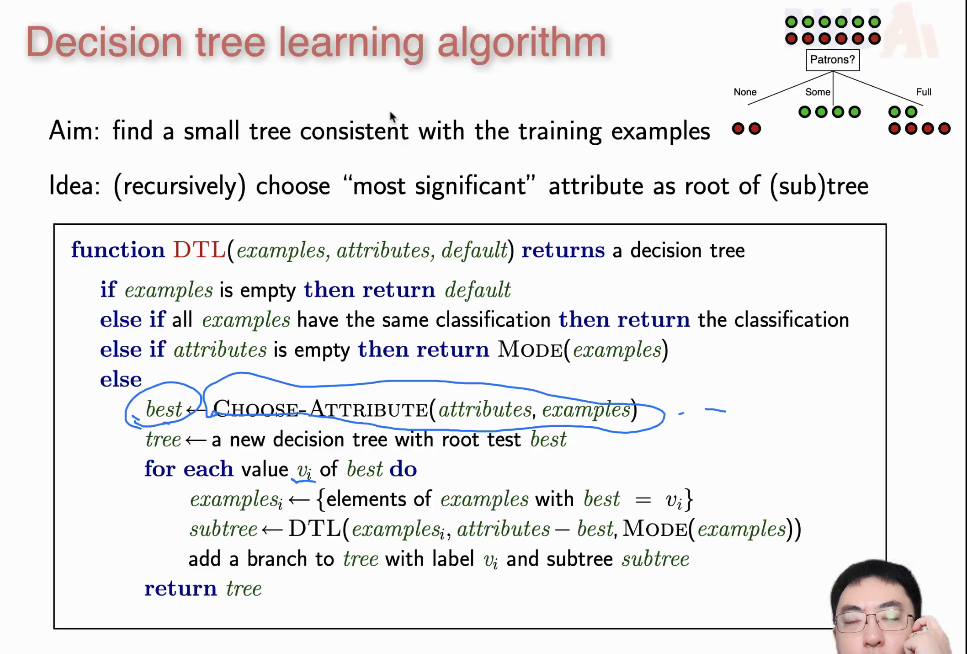 Decision tree learning algorithm
Patrons?
None Some Full
Aim: find a small tree consistent with the training examples
Idea: (recursively) choose “most significant” attribute as root of (sub)tree
function DTL(examples, attributes, default) returns a decision tree
if examples is empty then return default
else if all examples have the same classification then return the classification
else if attributes is empty then return MODE(examples)
else
best ← CHOOSE-ATTRIBUTE(attributes, examples)
tree ← a new decision tree with root test best
for each value vᵢ of best do
examplesᵢ ← {elements of examples with best = vᵢ}
subtree ← DTL(examplesᵢ, attributes − best, MODE(examples))
add a branch to tree with label vᵢ and subtree subtree
return tree